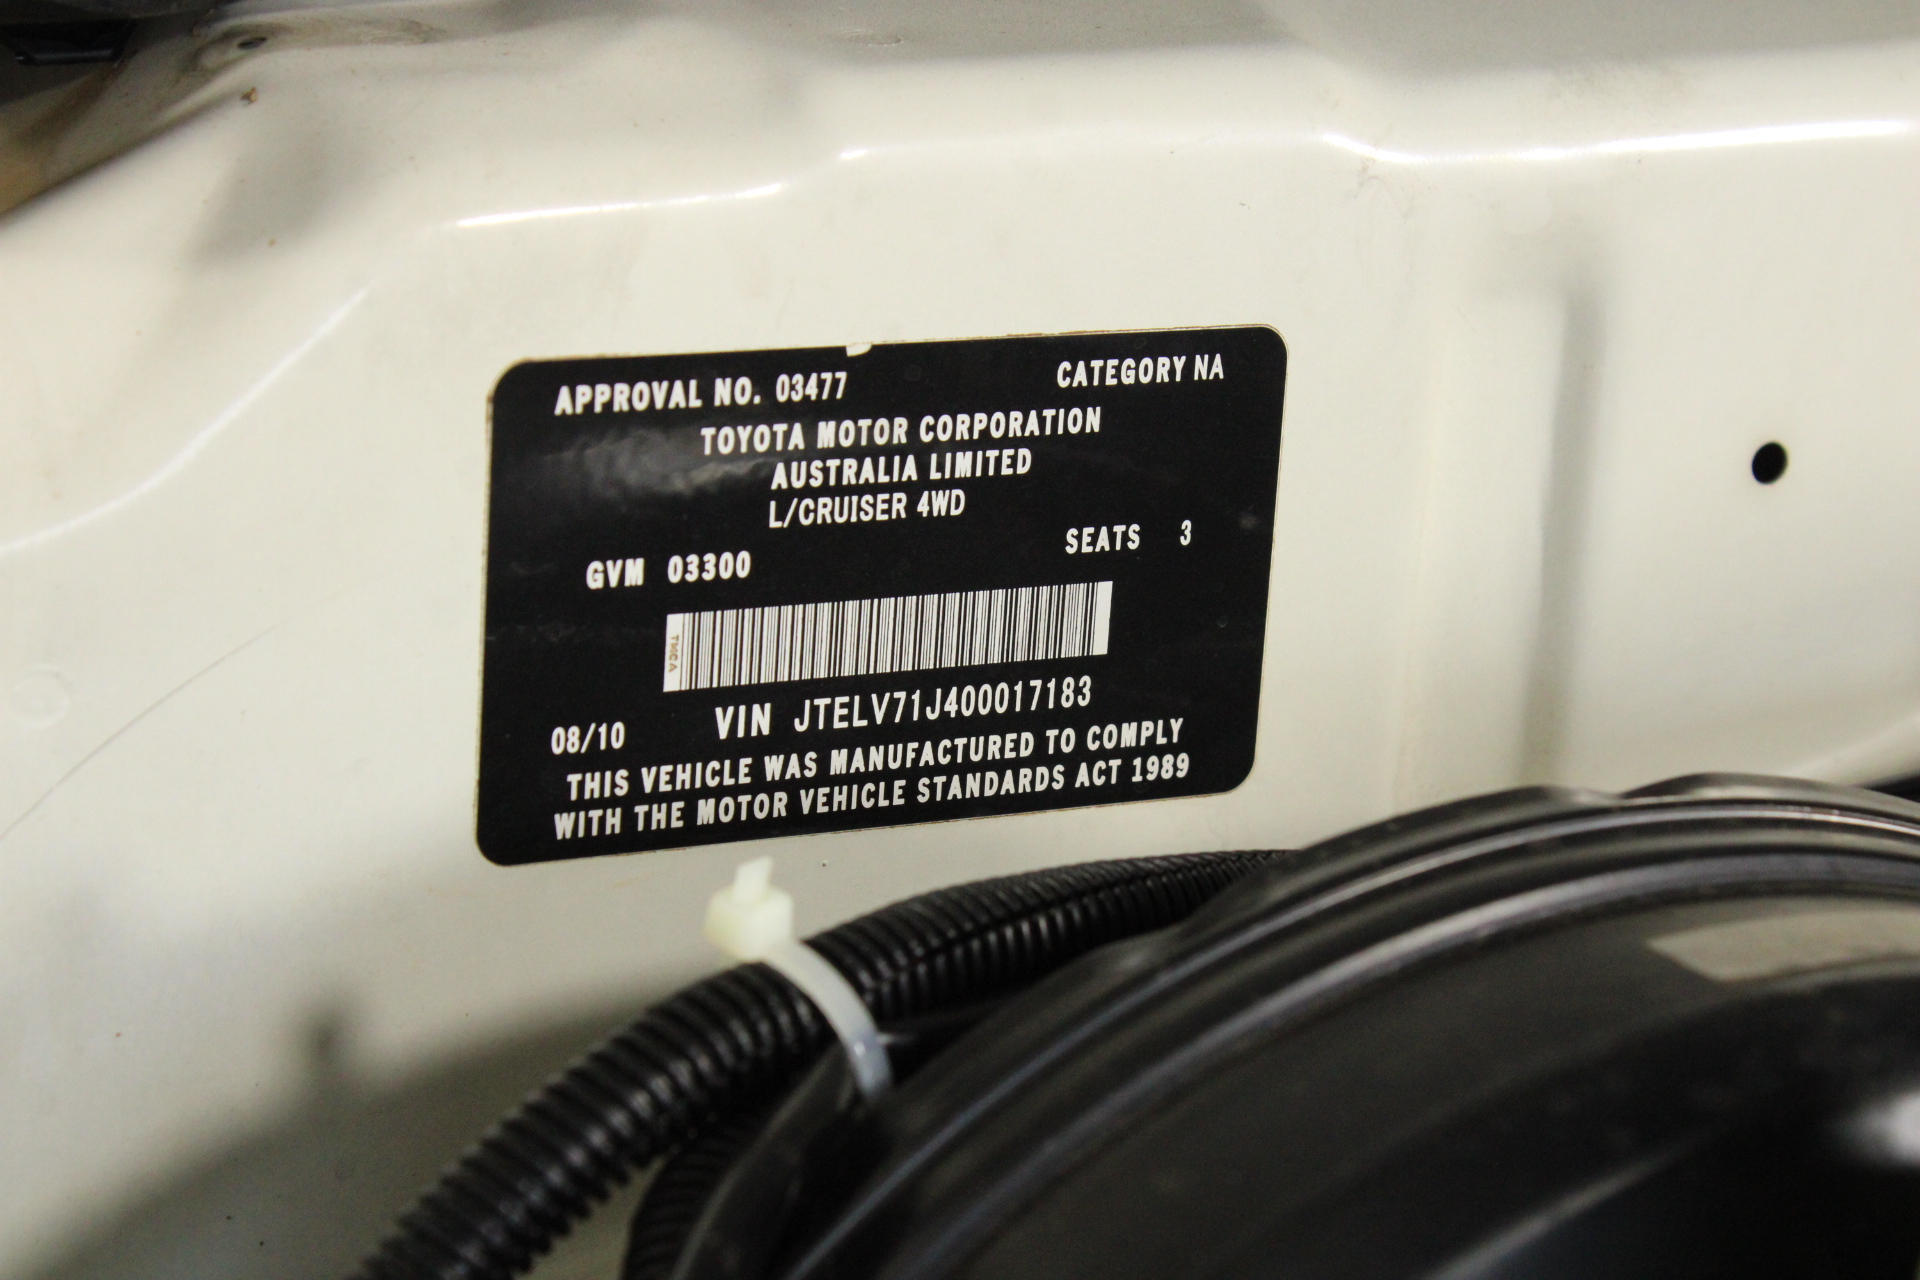 APPROVAL NO. 03477 CATEGORY NA
TOYOTA MOTOR CORPORATION
AUSTRALIA LIMITED
L/CRUISER 4WD
GVM 03300 SEATS 3
TMCA
VIN JTELV71J400017183
08/10
THIS VEHICLE WAS MANUFACTURED TO COMPLY
WITH THE MOTOR VEHICLE STANDARDS ACT 1989